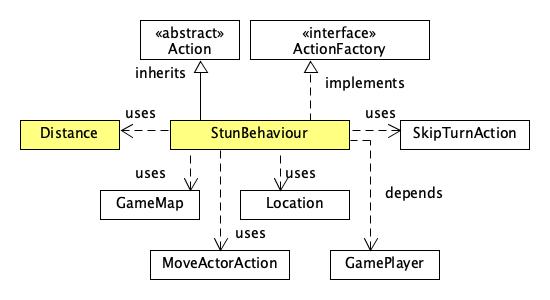 «abstract»
Action
«interface»
ActionFactory
inherits
implements
uses
uses
Distance
StunBehaviour
SkipTurnAction
uses
uses
GameMap
Location
depends
uses
MoveActorAction
GamePlayer